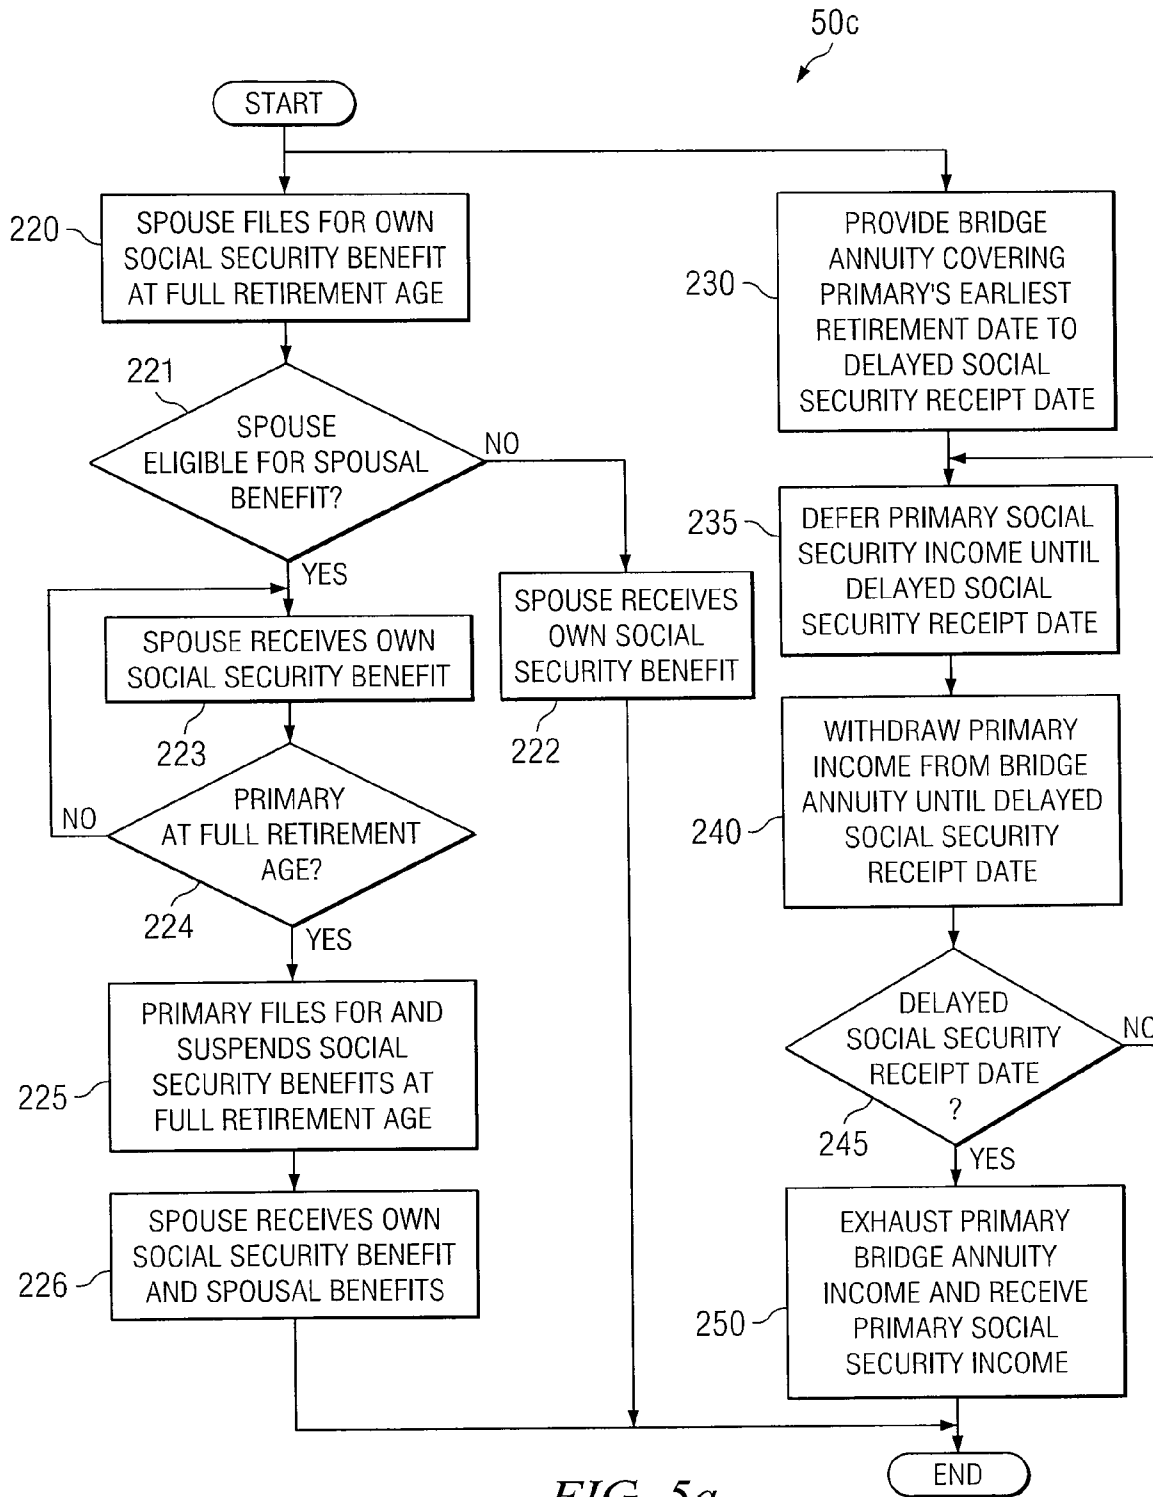 50c
START
220
SPOUSE FILES FOR OWN
SOCIAL SECURITY BENEFIT
AT FULL RETIREMENT AGE
221
SPOUSE
ELIGIBLE FOR SPOUSAL
BENEFIT?
NO
YES
SPOUSE RECEIVES OWN
SOCIAL SECURITY BENEFIT
223
SPOUSE RECEIVES
OWN SOCIAL
SECURITY BENEFIT
222
PRIMARY
AT FULL RETIREMENT
AGE?
NO
224
YES
225
PRIMARY FILES FOR AND
SUSPENDS SOCIAL
SECURITY BENEFITS AT
FULL RETIREMENT AGE
226
SPOUSE RECEIVES OWN
SOCIAL SECURITY BENEFIT
AND SPOUSAL BENEFITS
230
PROVIDE BRIDGE
ANNUITY COVERING
PRIMARY'S EARLIEST
RETIREMENT DATE TO
DELAYED SOCIAL
SECURITY RECEIPT DATE
235
DEFER PRIMARY SOCIAL
SECURITY INCOME UNTIL
DELAYED SOCIAL
SECURITY RECEIPT DATE
240
WITHDRAW PRIMARY
INCOME FROM BRIDGE
ANNUITY UNTIL DELAYED
SOCIAL SECURITY
RECEIPT DATE
DELAYED
SOCIAL SECURITY
RECEIPT DATE
?
NO
245
YES
250
EXHAUST PRIMARY
BRIDGE ANNUITY
INCOME AND RECEIVE
PRIMARY SOCIAL
SECURITY INCOME
END
FIG. 5a